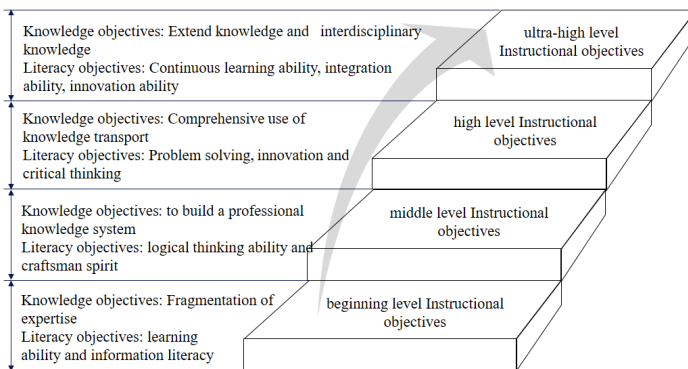 Knowledge objectives: Extend knowledge and interdisciplinary
knowledge
Literacy objectives: Continuous learning ability, integration
ability, innovation ability
ultra-high level
Instructional objectives
Knowledge objectives: Comprehensive use of
knowledge transport
Literacy objectives: Problem solving, innovation and
critical thinking
high level Instructional
objectives
Knowledge objectives: to build a professional
knowledge system
Literacy objectives: logical thinking ability and
craftsman spirit
middle level Instructional
objectives
Knowledge objectives: Fragmentation of
expertise
Literacy objectives: learning
ability and information literacy
beginning level Instructional
objectives